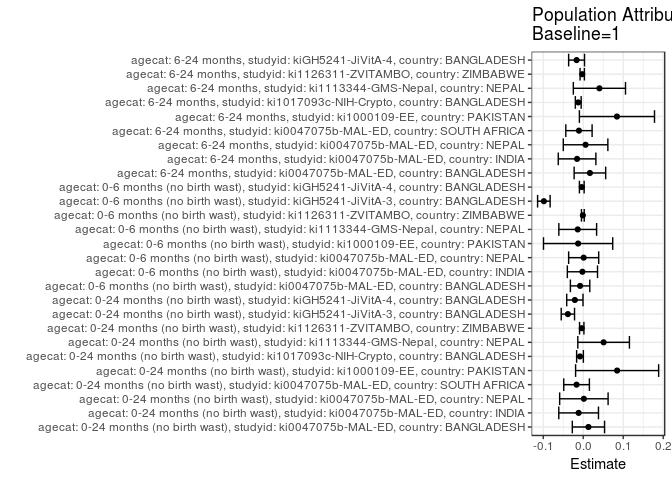 Population Attribu
Baseline=1
agecat: 6-24 months, studyid: kiGH5241-JiVitA-4, country: BANGLADESH
agecat: 6-24 months, studyid: ki1126311-ZVITAMBO, country: ZIMBABWE
agecat: 6-24 months, studyid: ki1113344-GMS-Nepal, country: NEPAL
agecat: 6-24 months, studyid: ki1017093c-NIH-Crypto, country: BANGLADESH
agecat: 6-24 months, studyid: ki1000109-EE, country: PAKISTAN
agecat: 6-24 months, studyid: ki0047075b-MAL-ED, country: SOUTH AFRICA
agecat: 6-24 months, studyid: ki0047075b-MAL-ED, country: NEPAL
agecat: 6-24 months, studyid: ki0047075b-MAL-ED, country: INDIA
agecat: 6-24 months, studyid: ki0047075b-MAL-ED, country: BANGLADESH
agecat: 0-6 months (no birth wast), studyid: kiGH5241-JiVitA-4, country: BANGLADESH
agecat: 0-6 months (no birth wast), studyid: kiGH5241-JiVitA-3, country: BANGLADESH
agecat: 0-6 months (no birth wast), studyid: ki1126311-ZVITAMBO, country: ZIMBABWE
agecat: 0-6 months (no birth wast), studyid: ki1113344-GMS-Nepal, country: NEPAL
agecat: 0-6 months (no birth wast), studyid: ki1000109-EE, country: PAKISTAN
agecat: 0-6 months (no birth wast), studyid: ki0047075b-MAL-ED, country: NEPAL
agecat: 0-6 months (no birth wast), studyid: ki0047075b-MAL-ED, country: INDIA
agecat: 0-6 months (no birth wast), studyid: ki0047075b-MAL-ED, country: BANGLADESH
agecat: 0-24 months (no birth wast), studyid: kiGH5241-JiVitA-4, country: BANGLADESH
agecat: 0-24 months (no birth wast), studyid: kiGH5241-JiVitA-3, country: BANGLADESH
agecat: 0-24 months (no birth wast), studyid: ki1126311-ZVITAMBO, country: ZIMBABWE
agecat: 0-24 months (no birth wast), studyid: ki1113344-GMS-Nepal, country: NEPAL
agecat: 0-24 months (no birth wast), studyid: ki1017093c-NIH-Crypto, country: BANGLADESH
agecat: 0-24 months (no birth wast), studyid: ki1000109-EE, country: PAKISTAN
agecat: 0-24 months (no birth wast), studyid: ki0047075b-MAL-ED, country: SOUTH AFRICA
agecat: 0-24 months (no birth wast), studyid: ki0047075b-MAL-ED, country: NEPAL
agecat: 0-24 months (no birth wast), studyid: ki0047075b-MAL-ED, country: INDIA
agecat: 0-24 months (no birth wast), studyid: ki0047075b-MAL-ED, country: BANGLADESH
-0.1 0.0 0.1 0.2
Estimate